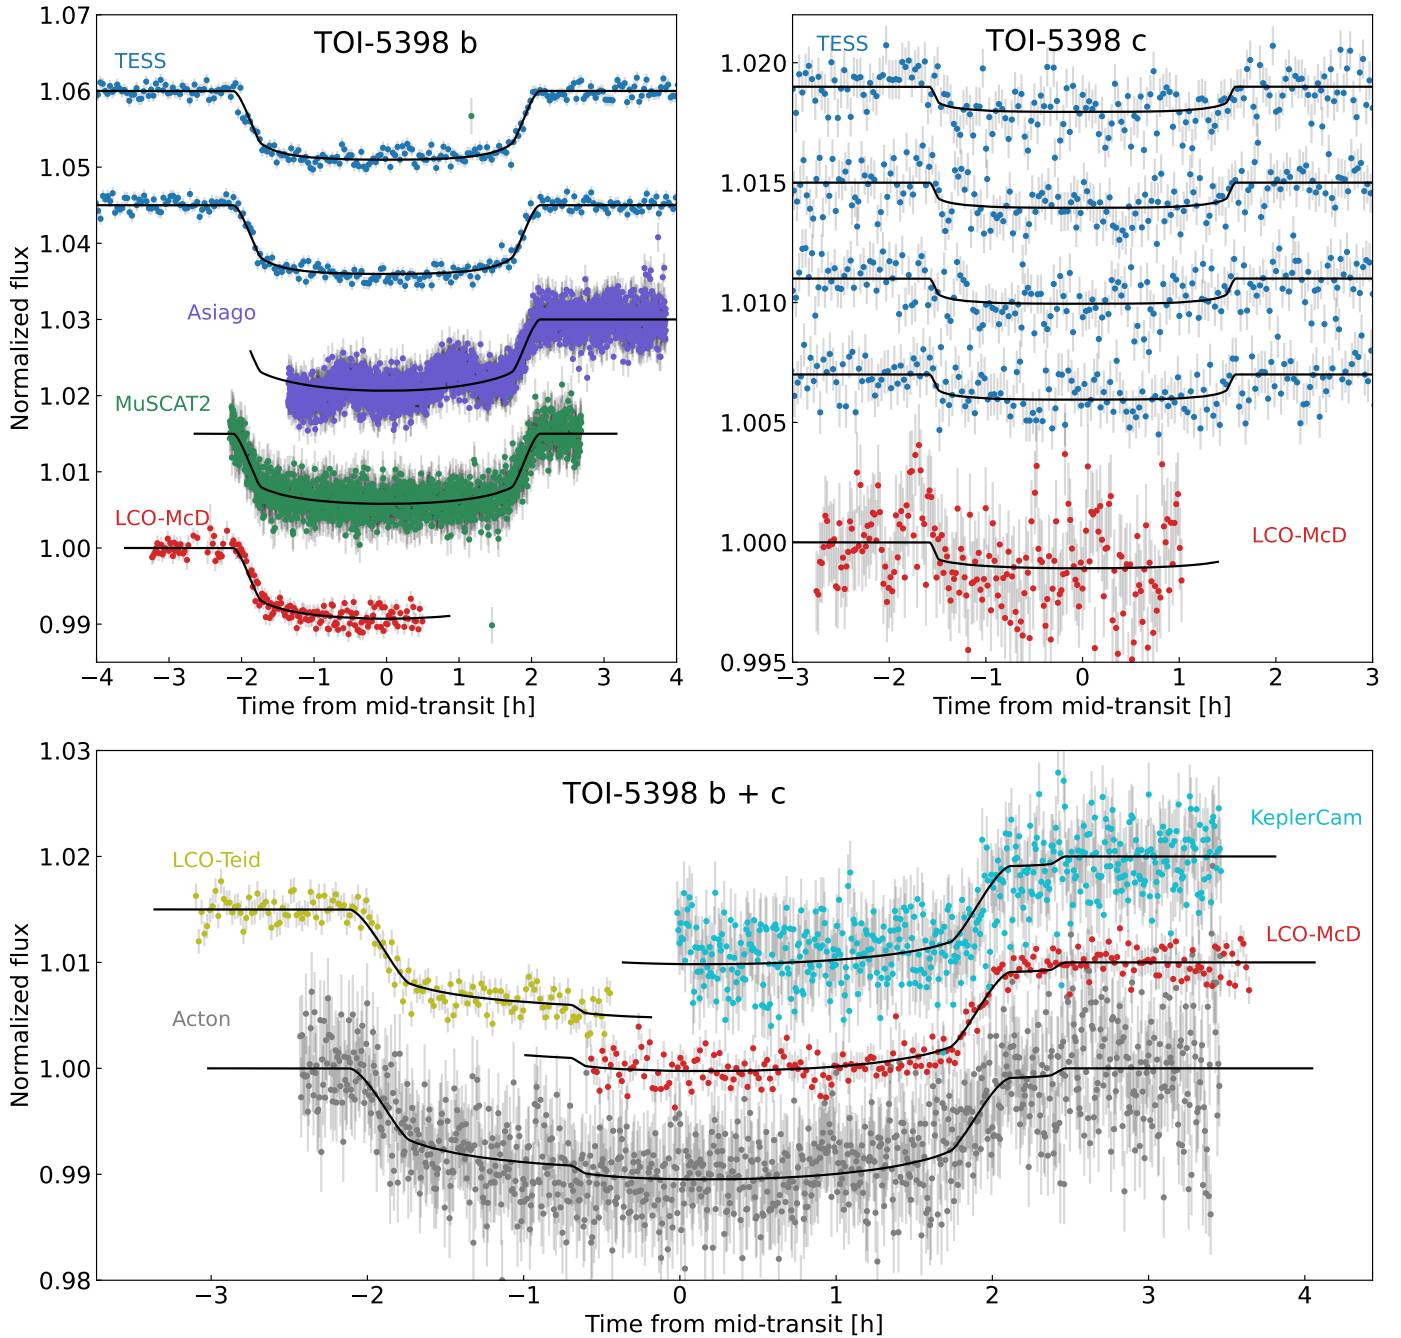 TOI-5398 b
TESS
Asiago
MuSCAT2
LCO-McD
1.07
1.06
1.05
1.04
1.03
1.02
1.01
1.00
0.99
Normalized flux
−4 −3 −2 −1 0 1 2 3 4
Time from mid-transit [h]
TOI-5398 c
TESS
LCO-McD
1.020
1.015
1.010
1.005
1.000
0.995
−3 −2 −1 0 1 2 3
Time from mid-transit [h]
TOI-5398 b + c
KeplerCam
LCO-Teid
LCO-McD
Acton
1.03
1.02
1.01
1.00
0.99
0.98
Normalized flux
−3 −2 −1 0 1 2 3 4
Time from mid-transit [h]